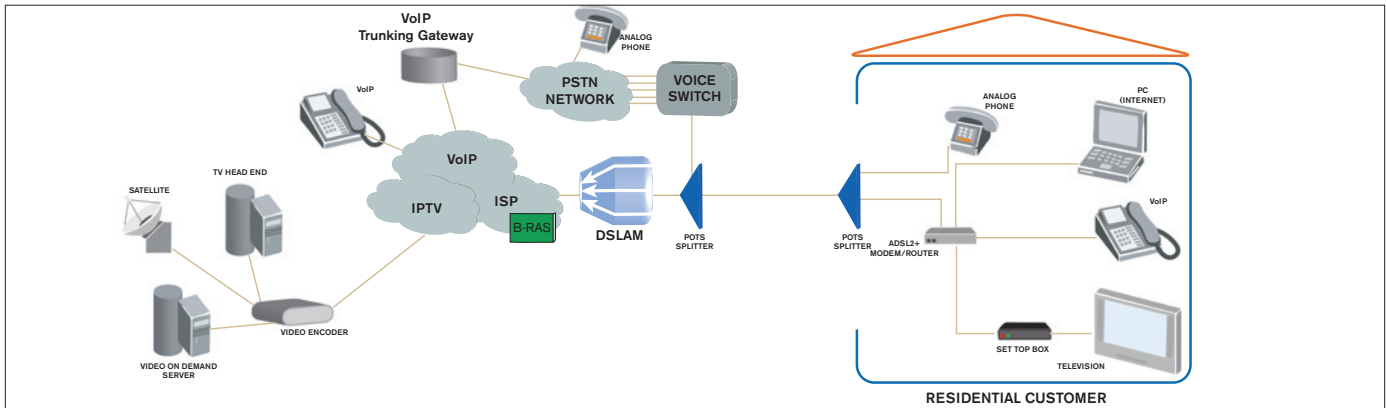 VoIP
Trunking Gateway
ANALOG
PHONE
PSTN
NETWORK
VOICE
SWITCH
VoIP
VoIP
IPTV
ISP
B-RAS
DSLAM
POTS
SPLITTER
TV HEAD END
SATELLITE
VIDEO ENCODER
VIDEO ON DEMAND
SERVER
POTS
SPLITTER
ANALOG
PHONE
PC
(INTERNET)
VoIP
ADSL2+
MODEM/ROUTER
SET TOP BOX
TELEVISION
RESIDENTIAL CUSTOMER